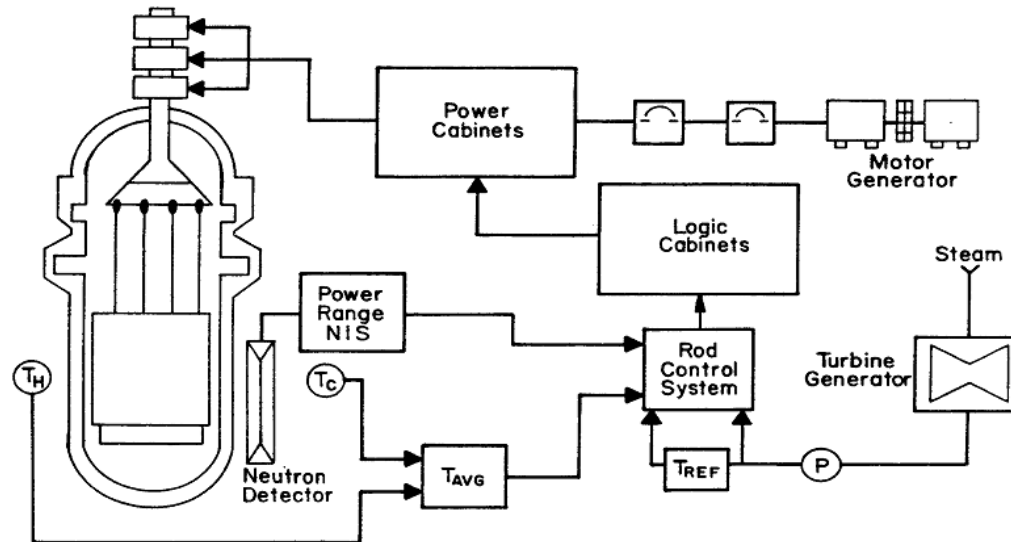 Power
Cabinets
Motor
Generator
Logic
Cabinets
Steam
Power
Range
NIS
Rod
Control
System
Turbine
Generator
TH
TC
TAVG
TREF
P
Neutron
Detector